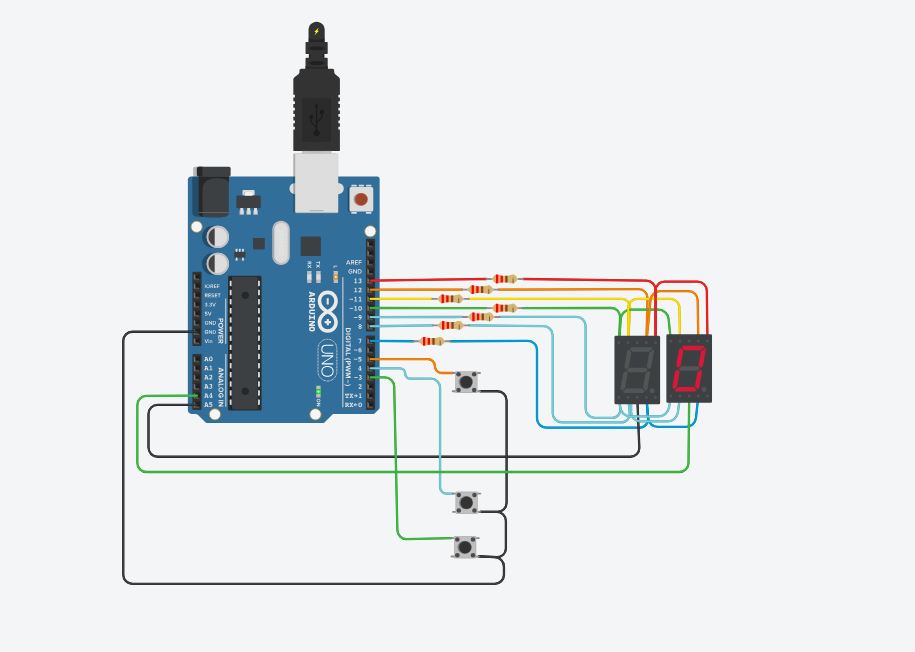 AREF
GND
13
12
~11
~10
~9
8
7
~6
~5
4
~3
2
TX→1
RX←0
DIGITAL (PWM~)
L
TX
RX
ARDUINO
UNO
ON
IOREF
RESET
3.3V
5V
GND
GND
Vin
POWER
A0
A1
A2
A3
A4
A5
ANALOG IN